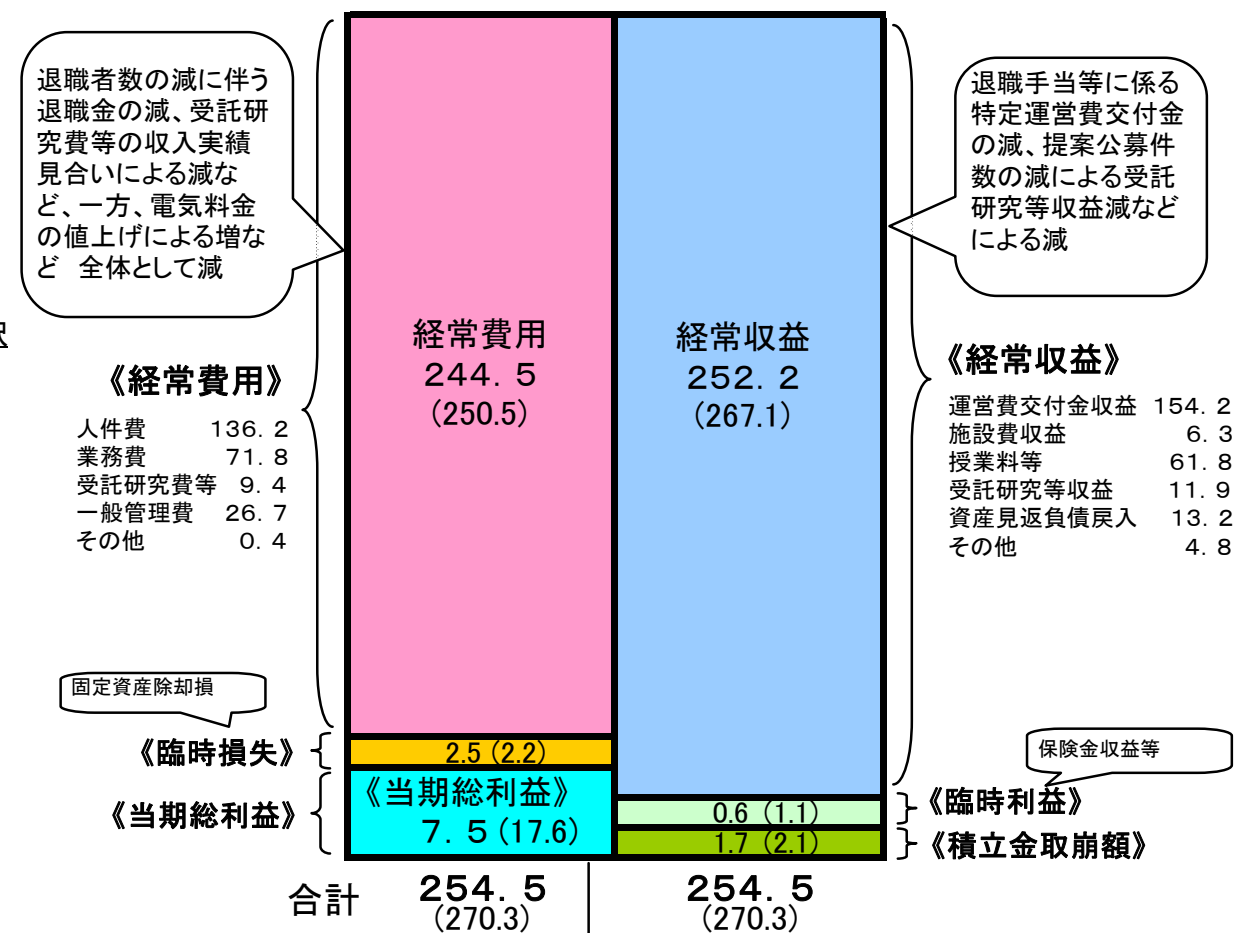 退職者数の減に伴う
退職金の減、受託研
究費等の収入実績
見合いによる減な
ど、一方、電気料金
の値上げによる増な
ど　全体として減
《経常費用》
人件費　136．2
業務費　71．8
受託研究費等　9．4
一般管理費　26．7
その他　0．4
固定資産除却損
《臨時損失》
《当期総利益》
経常費用
２４４．５
(250.5)
2.5 (2.2)
《当期総利益》
７．５(17.6)
経常収益
２５２．２
(267.1)
0.6 (1.1)
1.7 (2.1)
退職手当等に係る
特定運営費交付金
の減、提案公募件
数の減による受託
研究等収益減など
による減
《経常収益》
運営費交付金収益　154．2
施設費収益　6．3
授業料等　61．8
受託研究等収益　11．9
資産見返負債戻入　13．2
その他　4．8
保険金収益等
《臨時利益》
《積立金取崩額》
合計　２５４．５　２５４．５
(270.3)　(270.3)